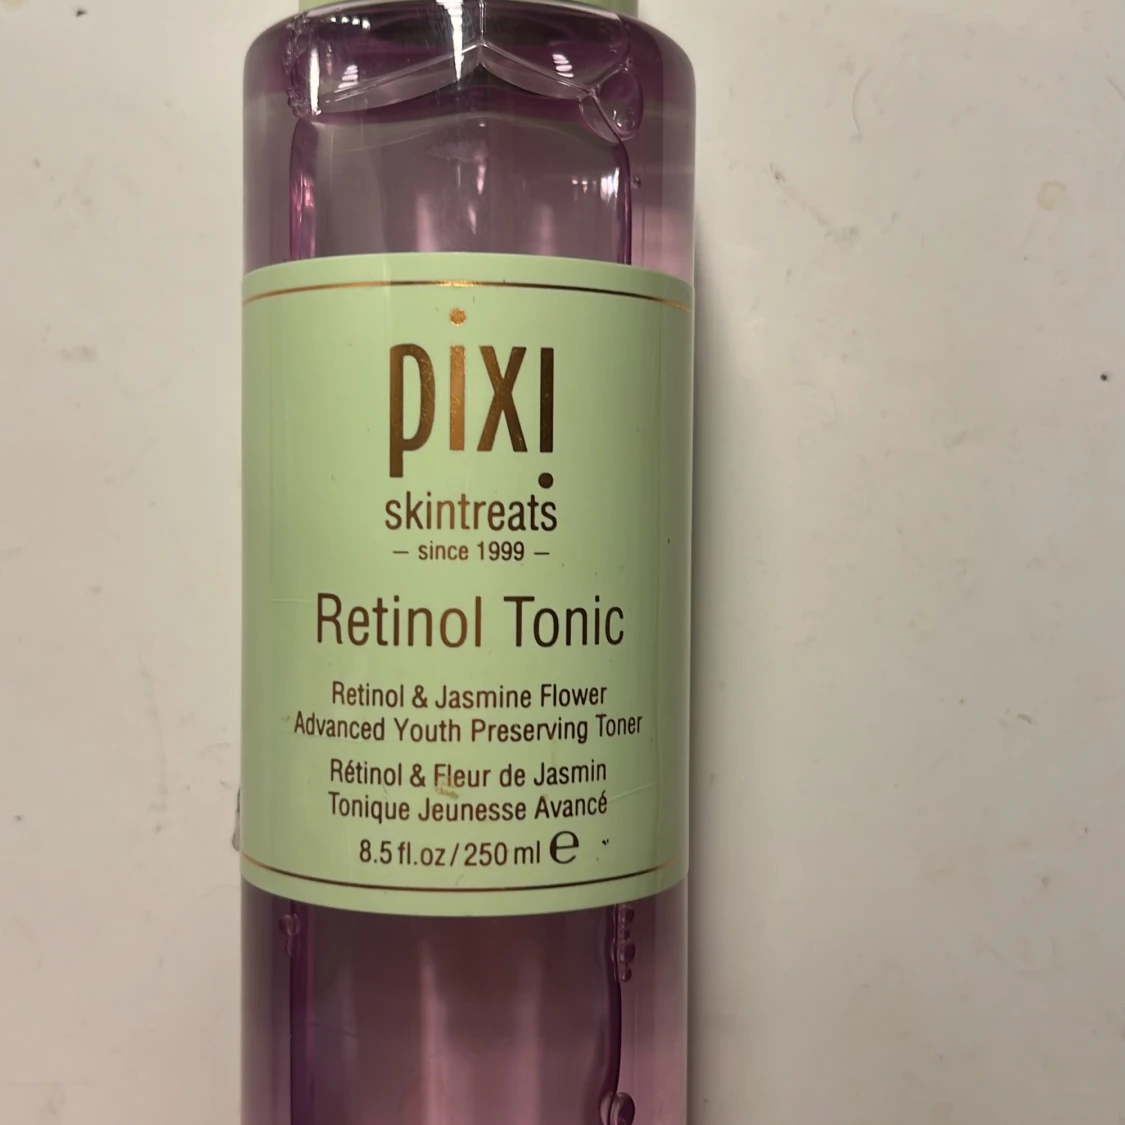 pixi
skintreats
– since 1999 –
Retinol Tonic
Retinol & Jasmine Flower
Advanced Youth Preserving Toner
Rétinol & Fleur de Jasmin
Tonique Jeunesse Avancé
8.5 fl.oz / 250 ml ℮